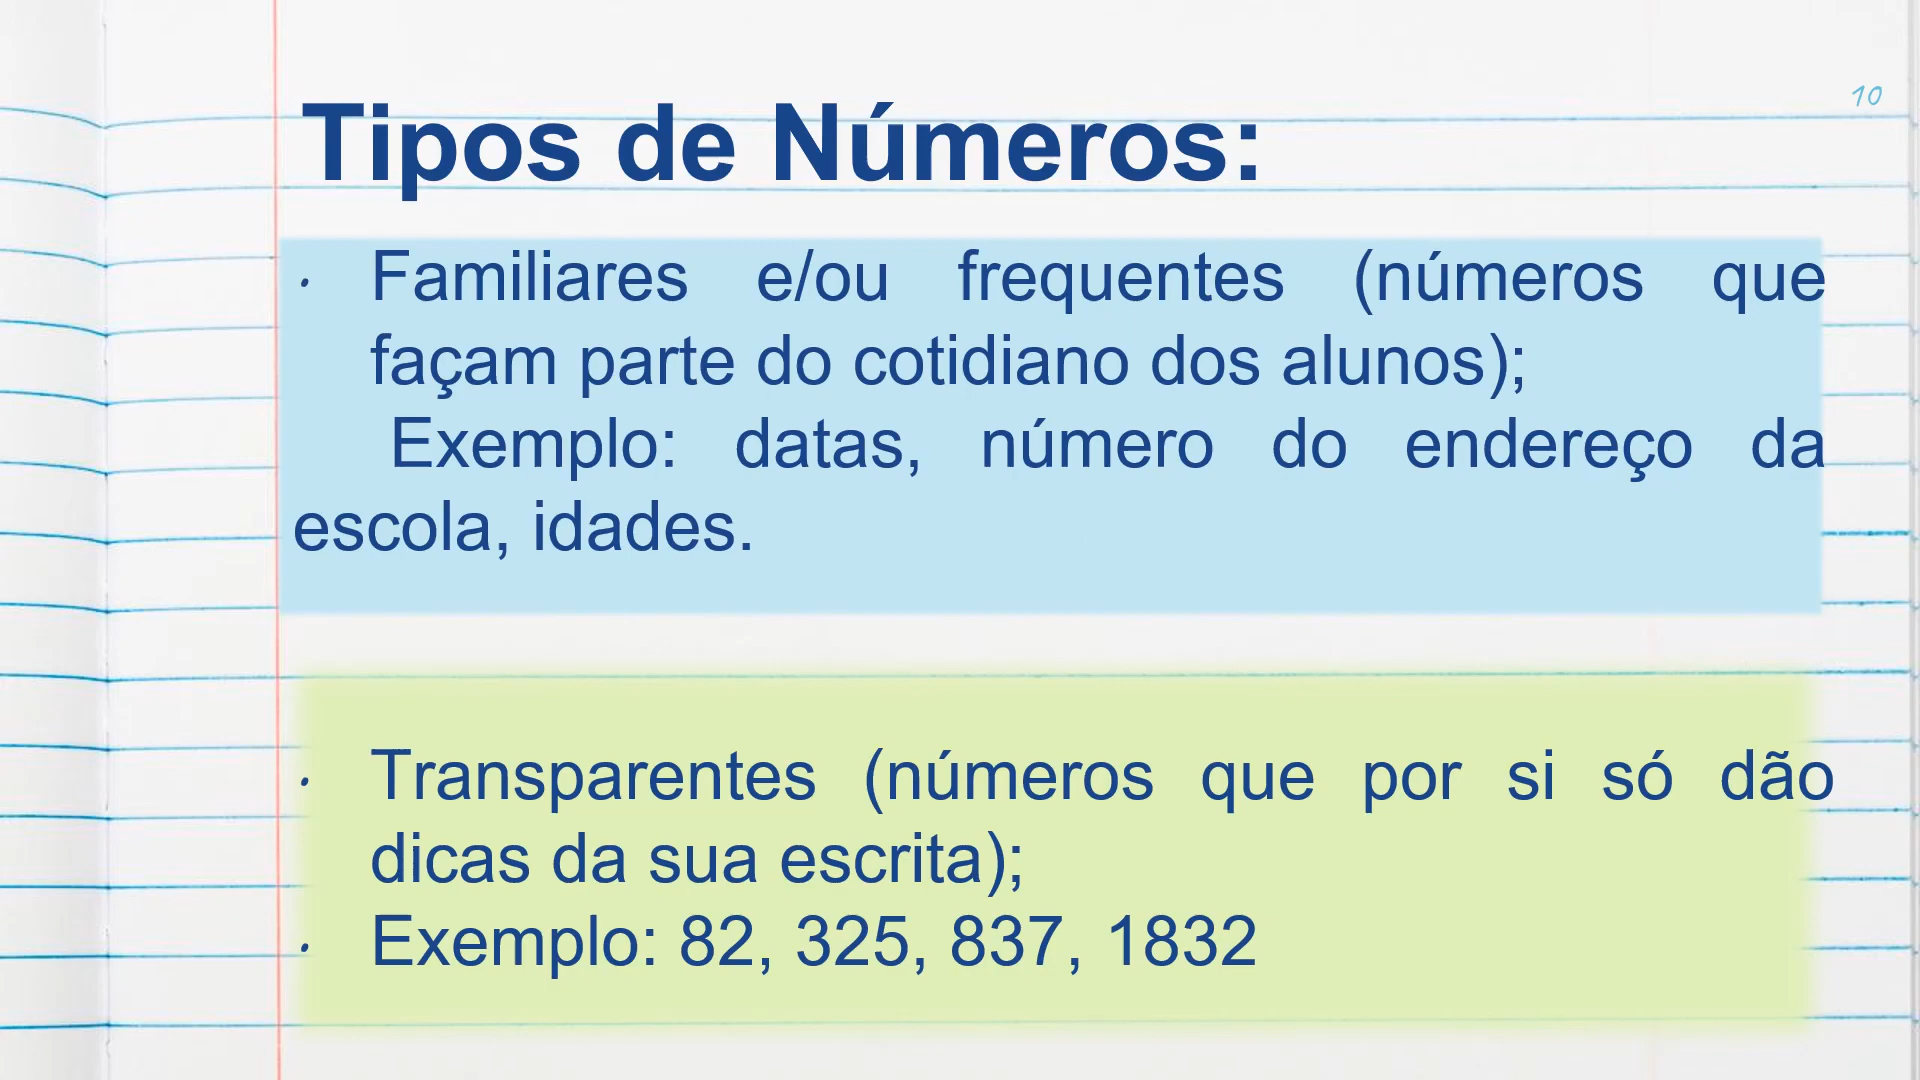 10
Tipos de Números:
· Familiares e/ou frequentes (números que
façam parte do cotidiano dos alunos);
Exemplo: datas, número do endereço da
escola, idades.
· Transparentes (números que por si só dão
dicas da sua escrita);
· Exemplo: 82, 325, 837, 1832